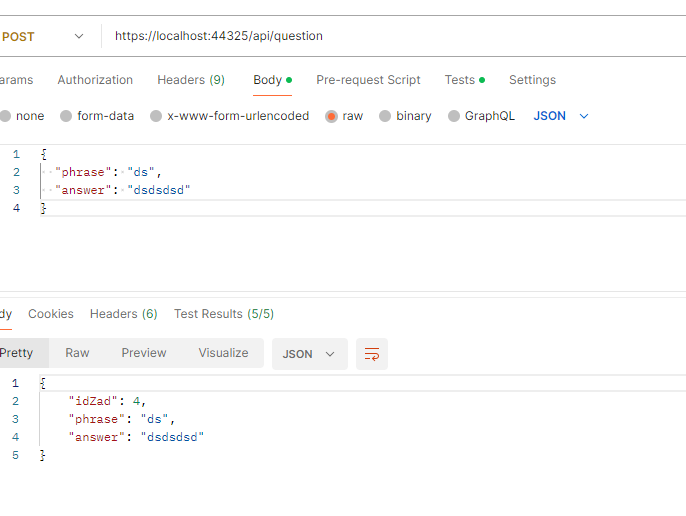 POST https://localhost:44325/api/question
arams Authorization Headers (9) Body Pre-request Script Tests Settings
none form-data x-www-form-urlencoded raw binary GraphQL JSON
1 {
2 "phrase": "ds",
3 "answer": "dsdsdsd"
4 }
dy Cookies Headers (6) Test Results (5/5)
Pretty Raw Preview Visualize JSON
1 {
2 "idZad": 4,
3 "phrase": "ds",
4 "answer": "dsdsdsd"
5 }